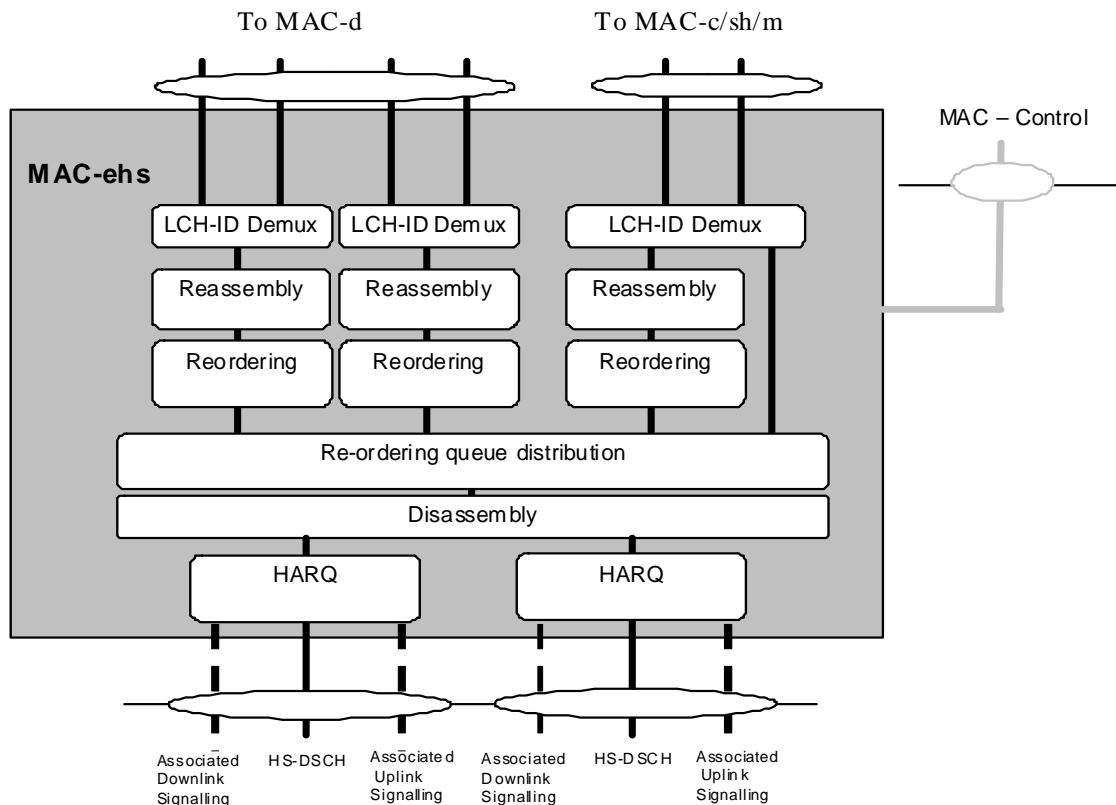 To MAC-d
To MAC-c/sh/m
MAC – Control
MAC-ehs
LCH-ID Demux
LCH-ID Demux
LCH-ID Demux
Reassembly
Reassembly
Reassembly
Reordering
Reordering
Reordering
Re-ordering queue distribution
Disassembly
HARQ
HARQ
Associated
Downlink
Signalling
HS-DSCH
Associated
Uplink
Signalling
Associated
Downlink
Signalling
HS-DSCH
Associated
Uplink
Signalling